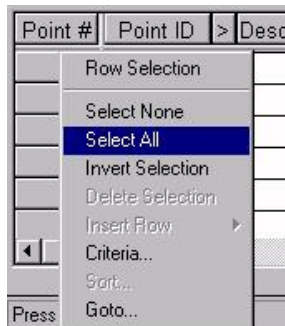 Point # Point ID > Desc
Row Selection
Select None
Select All
Invert Selection
Delete Selection
Insert Row
Criteria...
Sort...
Goto...
Press